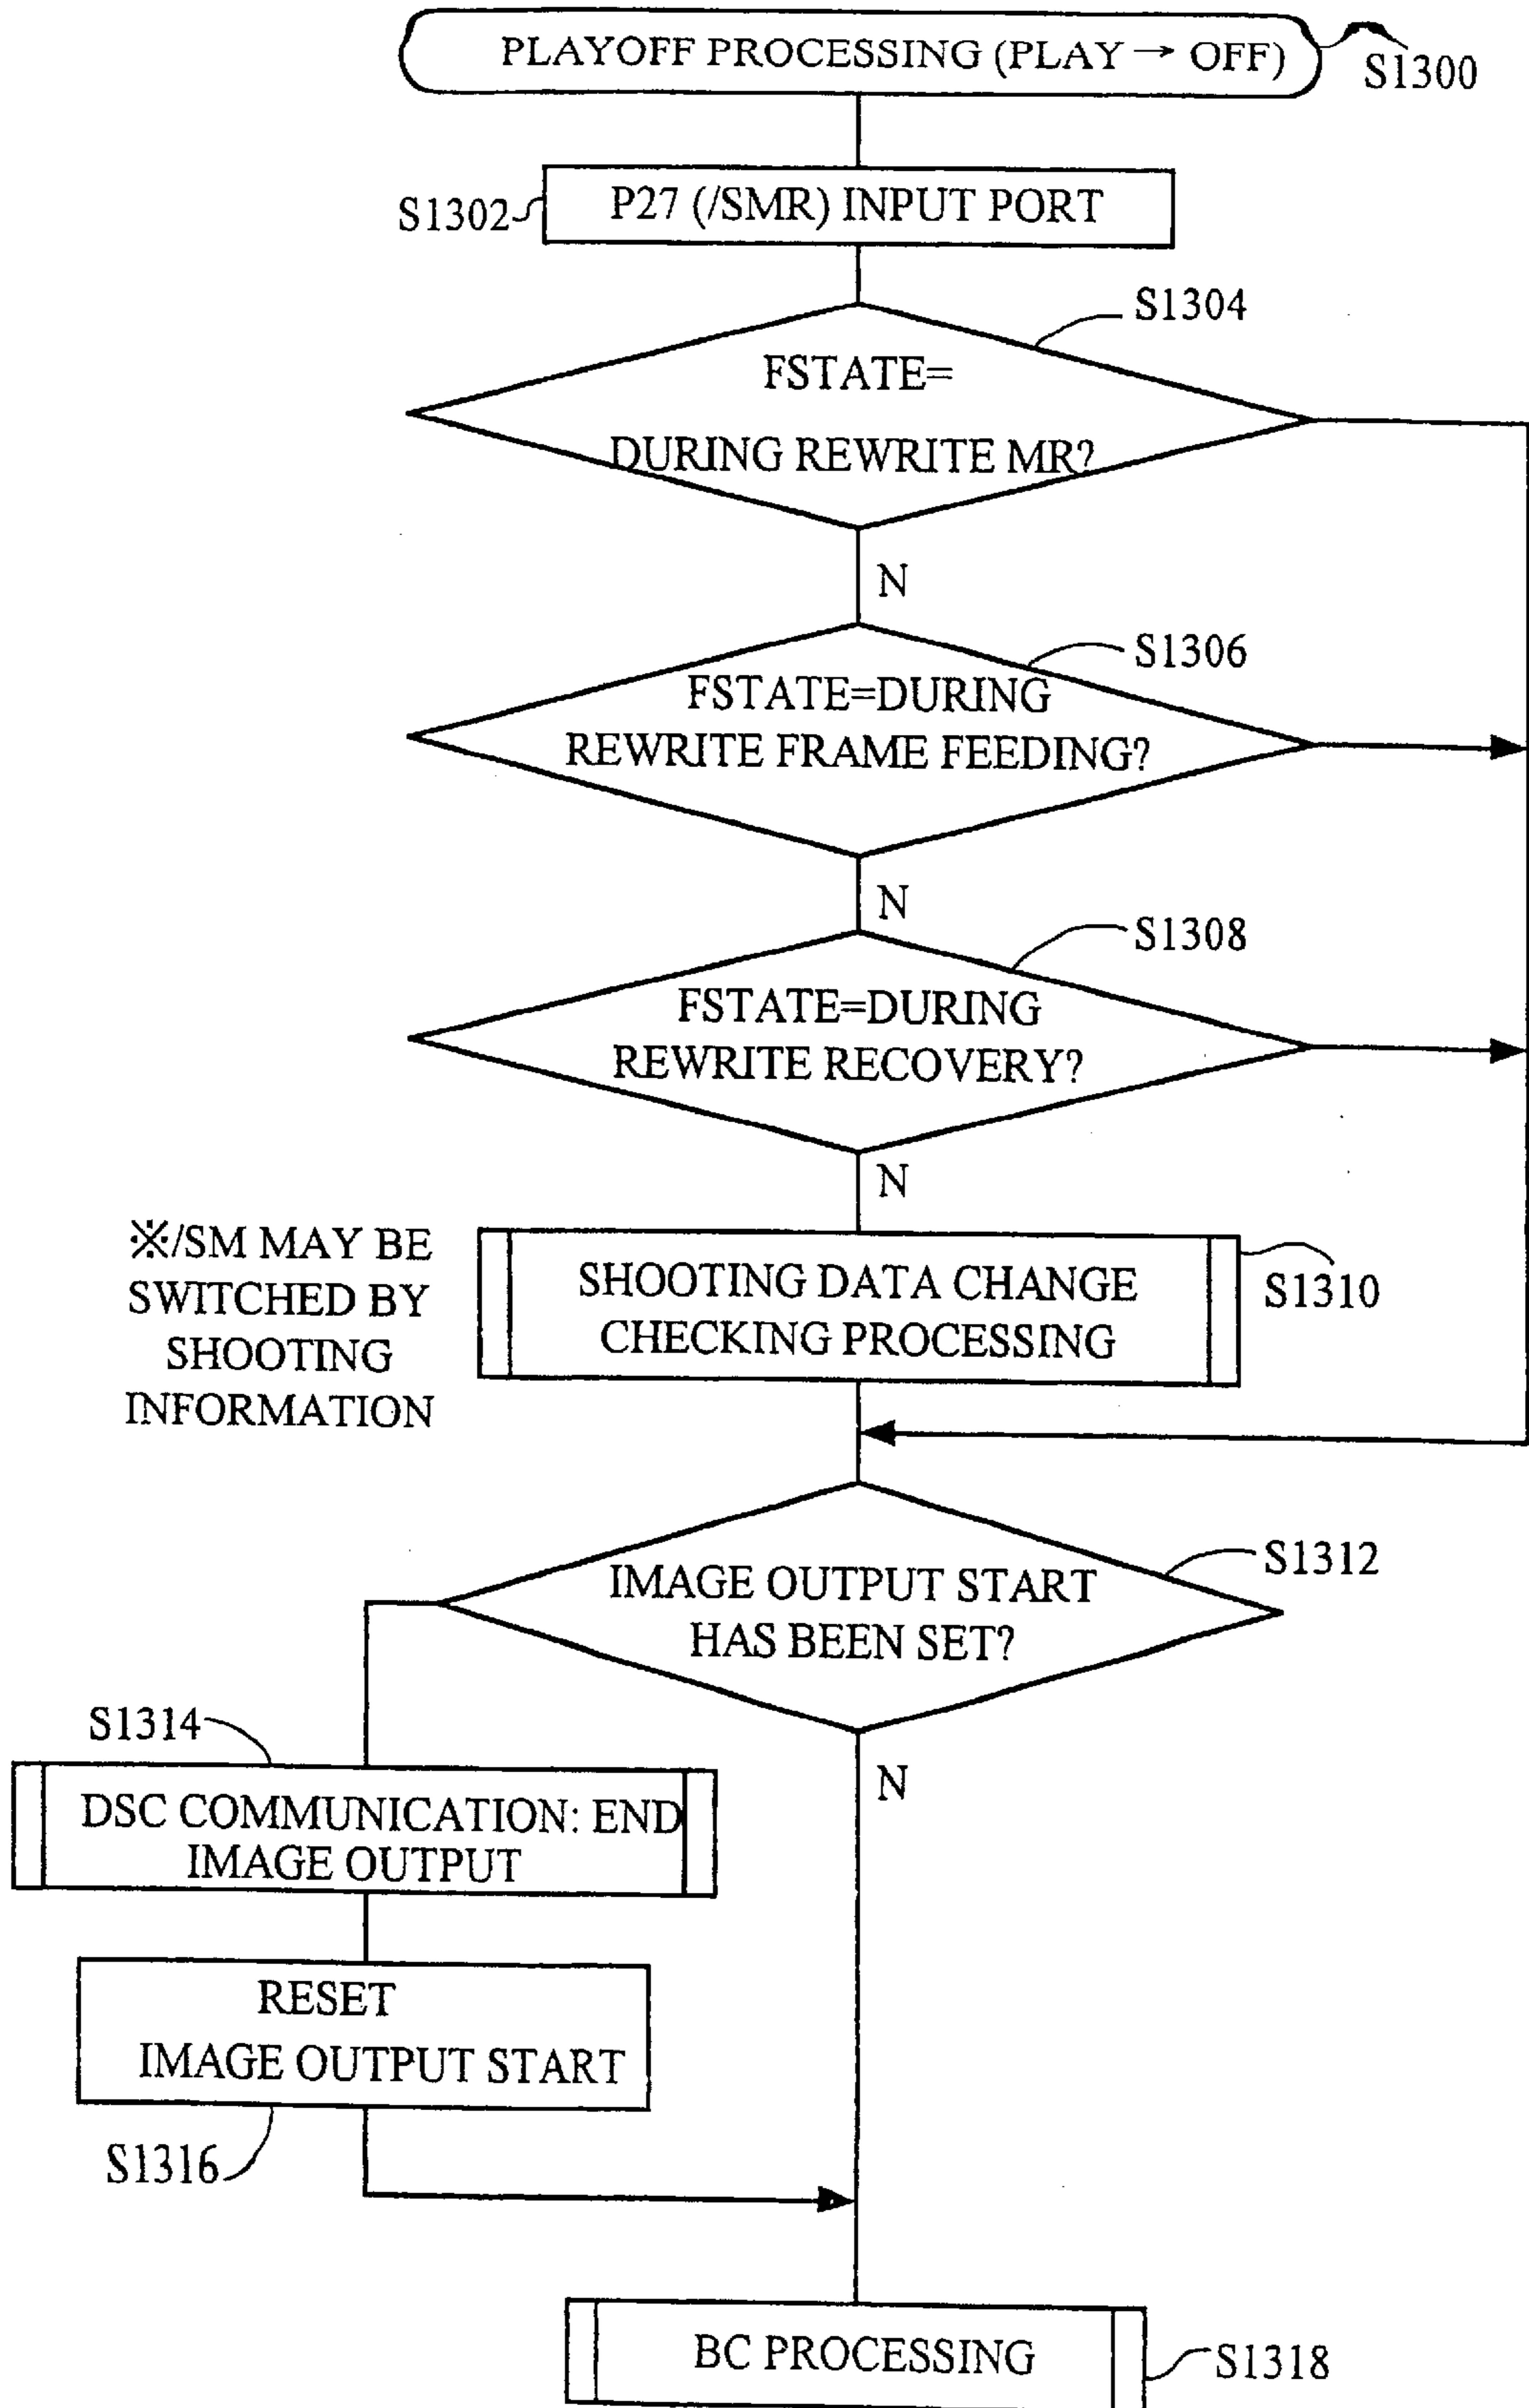 PLAYOFF PROCESSING (PLAY → OFF)
S1300
S1302
P27 (/SMR) INPUT PORT
S1304
FSTATE=
DURING REWRITE MR?
N
S1306
FSTATE=DURING
REWRITE FRAME FEEDING?
N
S1308
FSTATE=DURING
REWRITE RECOVERY?
N
※/SM MAY BE
SWITCHED BY
SHOOTING
INFORMATION
SHOOTING DATA CHANGE
CHECKING PROCESSING
S1310
S1312
IMAGE OUTPUT START
HAS BEEN SET?
S1314
N
DSC COMMUNICATION: END
IMAGE OUTPUT
RESET
IMAGE OUTPUT START
S1316
BC PROCESSING
S1318